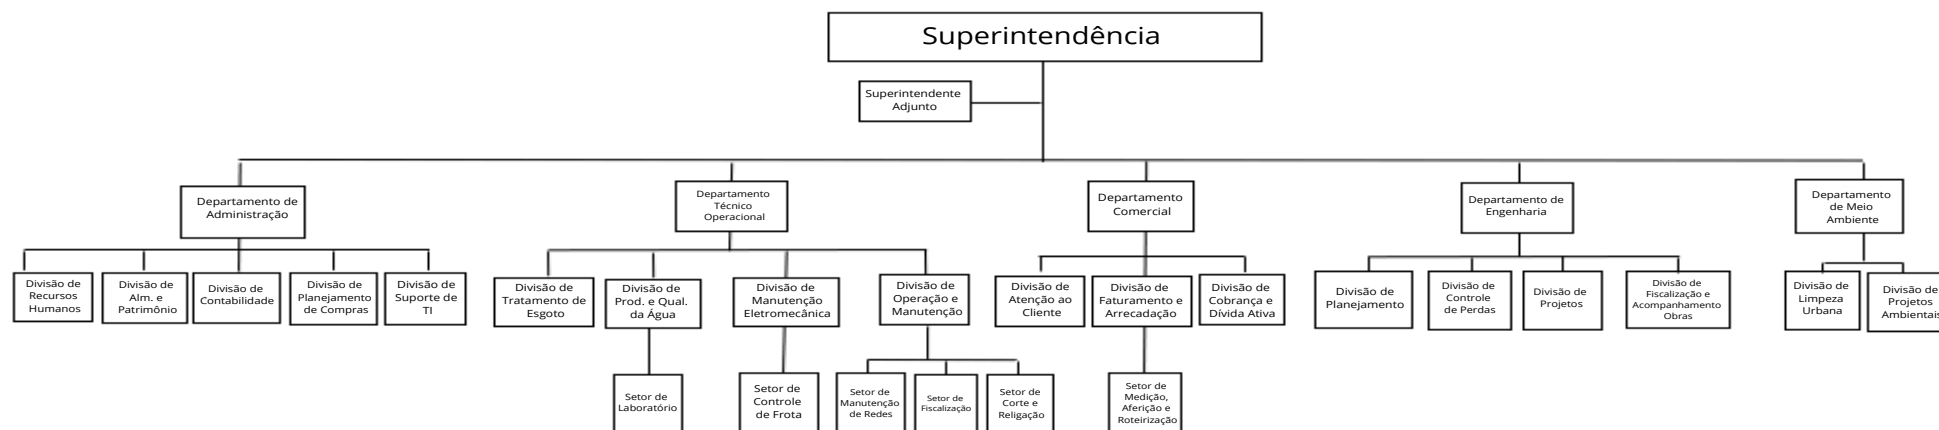 Superintendência
Superintendente
Adjunto
Departamento de
Administração
Departamento
Técnico
Operacional
Departamento
Comercial
Departamento de
Engenharia
Departamento
de Meio
Ambiente
Divisão de
Recursos
Humanos
Divisão de
Alm. e
Patrimônio
Divisão de
Contabilidade
Divisão de
Planejamento
de Compras
Divisão de
Suporte de
TI
Divisão de
Tratamento de
Esgoto
Divisão de
Prod. e Qual.
da Água
Divisão de
Manutenção
Eletromecânica
Divisão de
Operação e
Manutenção
Divisão de
Atenção ao
Cliente
Divisão de
Faturamento e
Arrecadação
Divisão de
Cobrança e
Dívida Ativa
Divisão de
Planejamento
Divisão de
Controle
de Perdas
Divisão de
Projetos
Divisão de
Fiscalização e
Acompanhamento
Obras
Divisão de
Limpeza
Urbana
Divisão de
Projetos
Ambientais
Setor de
Laboratório
Setor de
Controle
de Frota
Setor de
Manutenção
de Redes
Setor de
Fiscalização
Setor de
Corte e
Religação
Setor de
Medição,
Aferição e
Roteirização